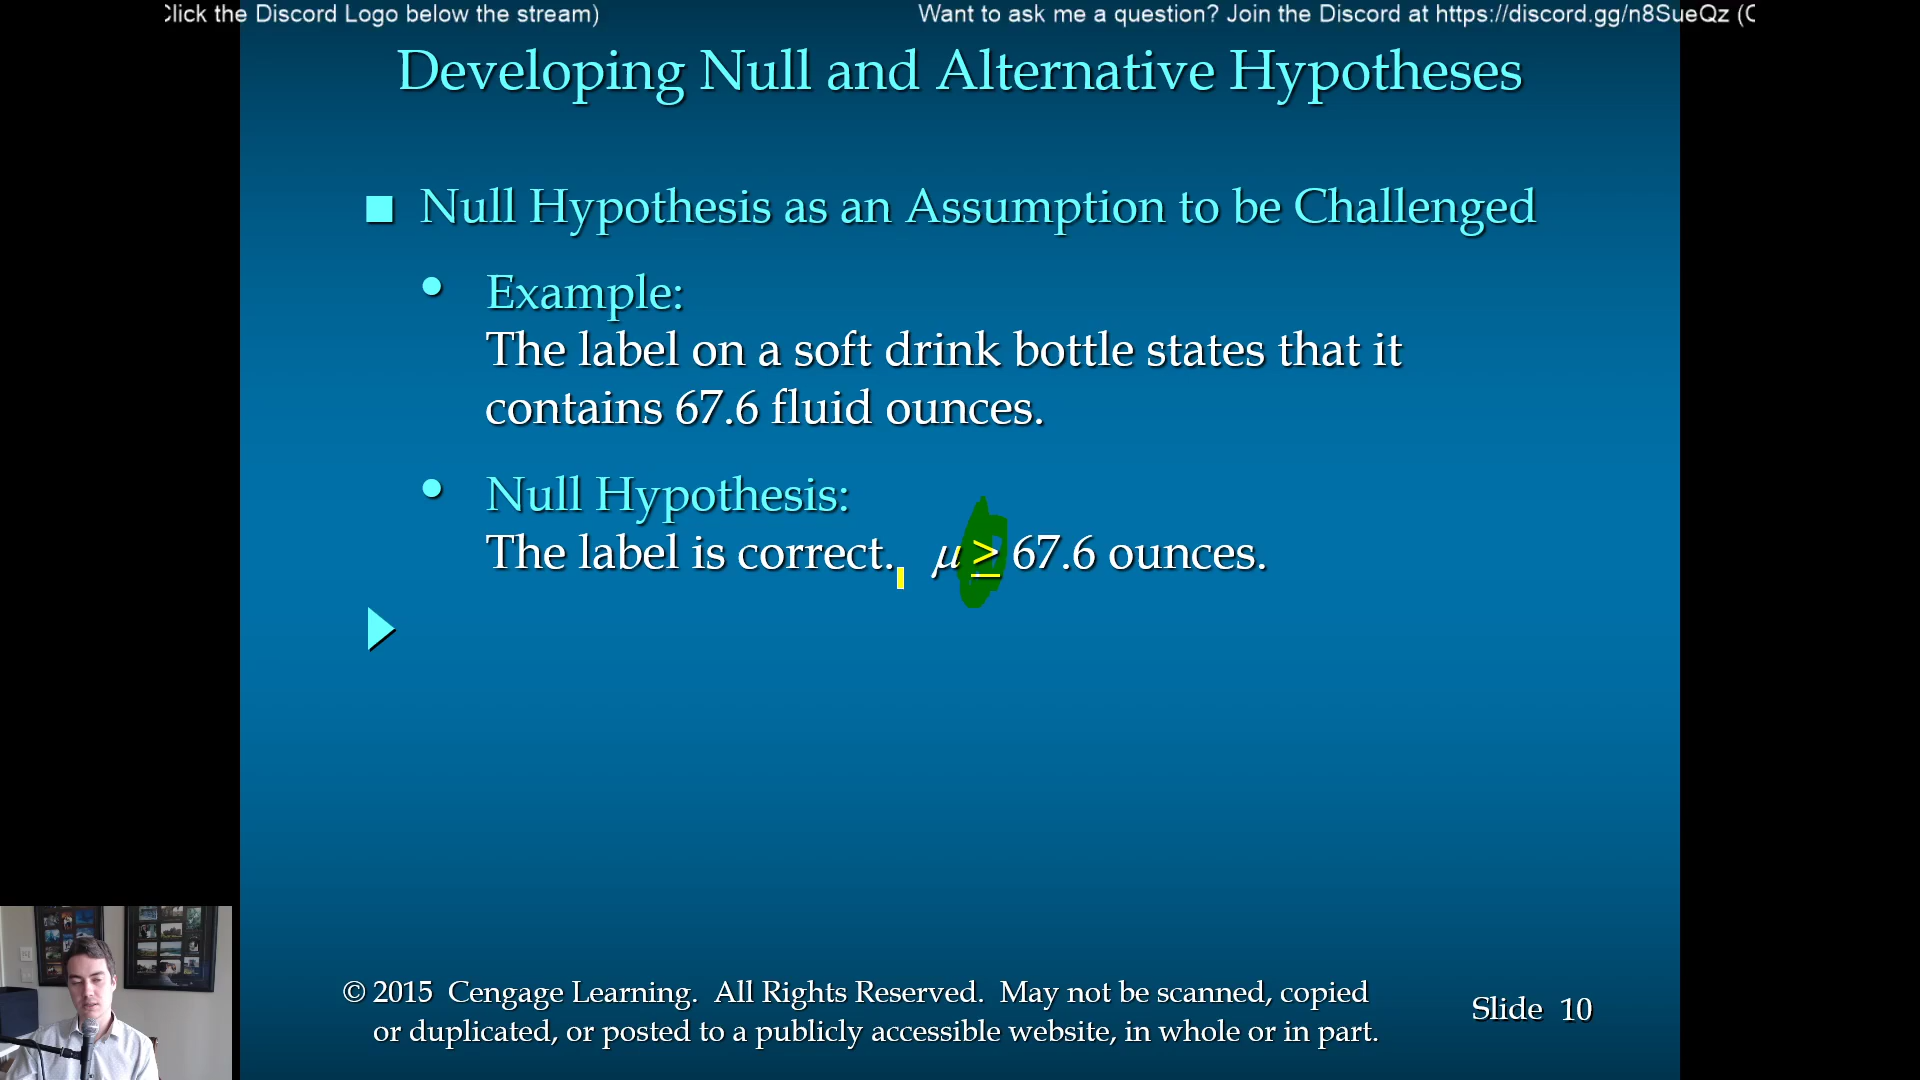 Click the Discord Logo below the stream)
Want to ask me a question? Join the Discord at https://discord.gg/n8SueQz (C
Developing Null and Alternative Hypotheses
Null Hypothesis as an Assumption to be Challenged
Example:
The label on a soft drink bottle states that it
contains 67.6 fluid ounces.
Null Hypothesis:
The label is correct. μ ≥ 67.6 ounces.
© 2015 Cengage Learning. All Rights Reserved. May not be scanned, copied
or duplicated, or posted to a publicly accessible website, in whole or in part.
Slide 10